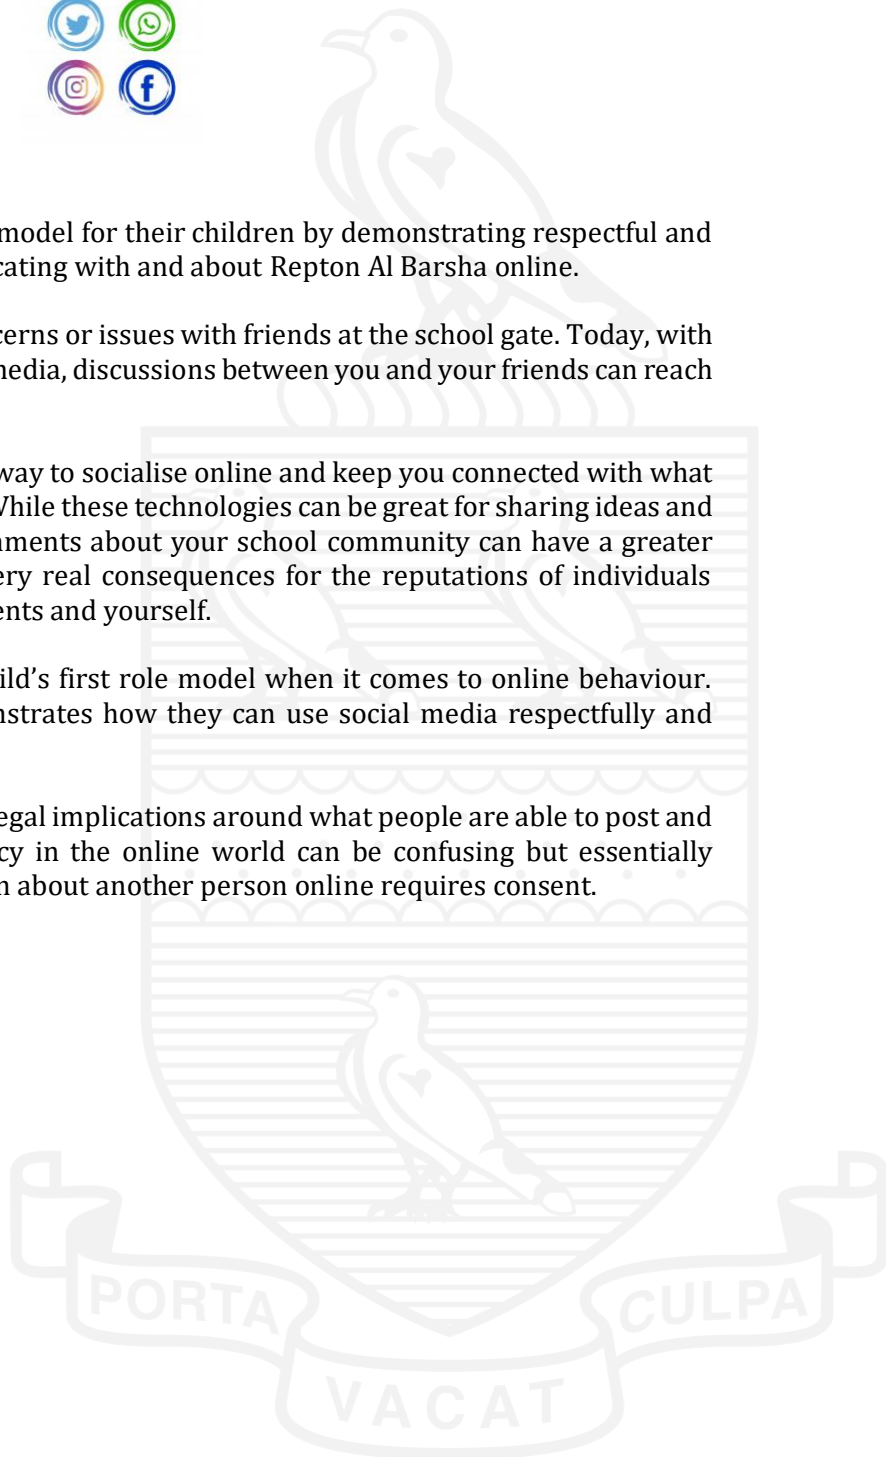 model for their children by demonstrating respectful and
cating with and about Repton Al Barsha online.
cerns or issues with friends at the school gate. Today, with
media, discussions between you and your friends can reach
way to socialise online and keep you connected with what
While these technologies can be great for sharing ideas and
nments about your school community can have a greater
ery real consequences for the reputations of individuals
ents and yourself.
ild’s first role model when it comes to online behaviour.
nstrates how they can use social media respectfully and
egal implications around what people are able to post and
cy in the online world can be confusing but essentially
n about another person online requires consent.
PORTA
VACAT
CULPA